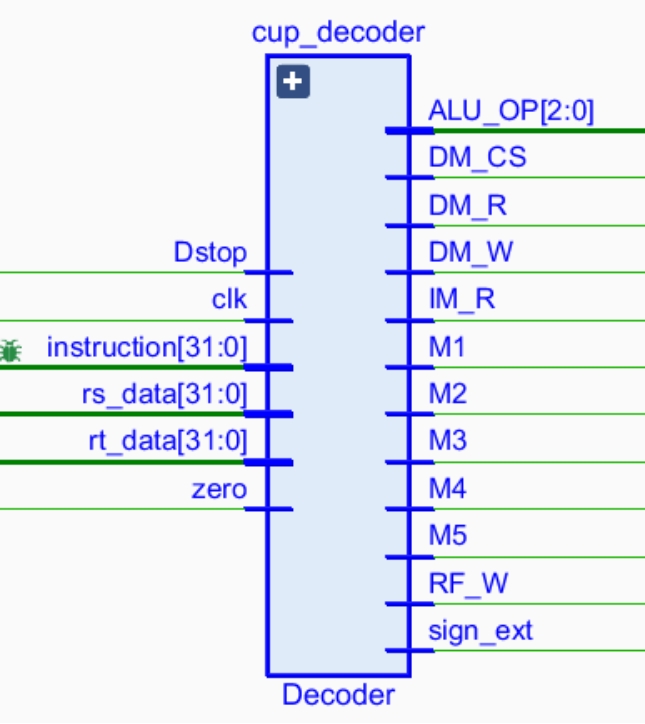 cup_decoder
ALU_OP[2:0]
DM_CS
DM_R
Dstop
DM_W
clk
IM_R
instruction[31:0]
M1
rs_data[31:0]
M2
rt_data[31:0]
M3
zero
M4
M5
RF_W
sign_ext
Decoder